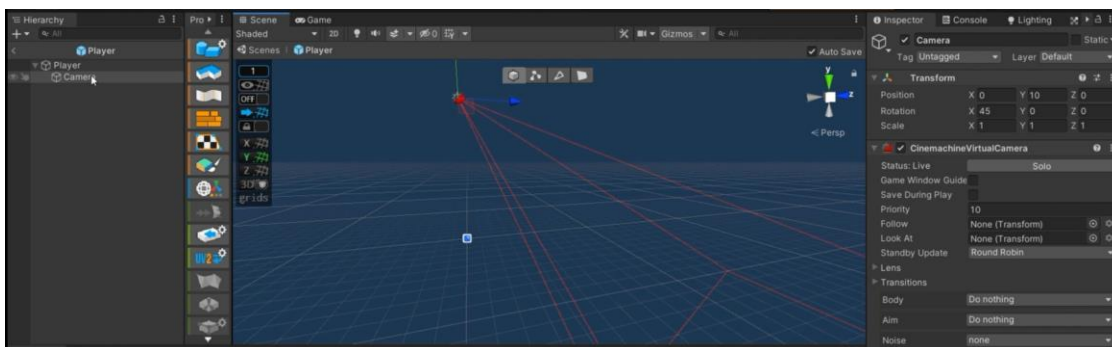 Hierarchy
All
Player
Player
Camera
Pro
UV2
Scene
Game
Shaded
2D
0
Gizmos
All
Scenes
Player
Auto Save
1
OFF
X
Y
Z
3D
grids
y
z
Persp
Inspector
Console
Lighting
Camera
Static
Tag Untagged
Layer Default
Transform
Position X 0 Y 10 Z 0
Rotation X 45 Y 0 Z 0
Scale X 1 Y 1 Z 1
CinemachineVirtualCamera
Status: Live Solo
Game Window Guide
Save During Play
Priority 10
Follow None (Transform)
Look At None (Transform)
Standby Update Round Robin
Lens
Transitions
Body Do nothing
Aim Do nothing
Noise none